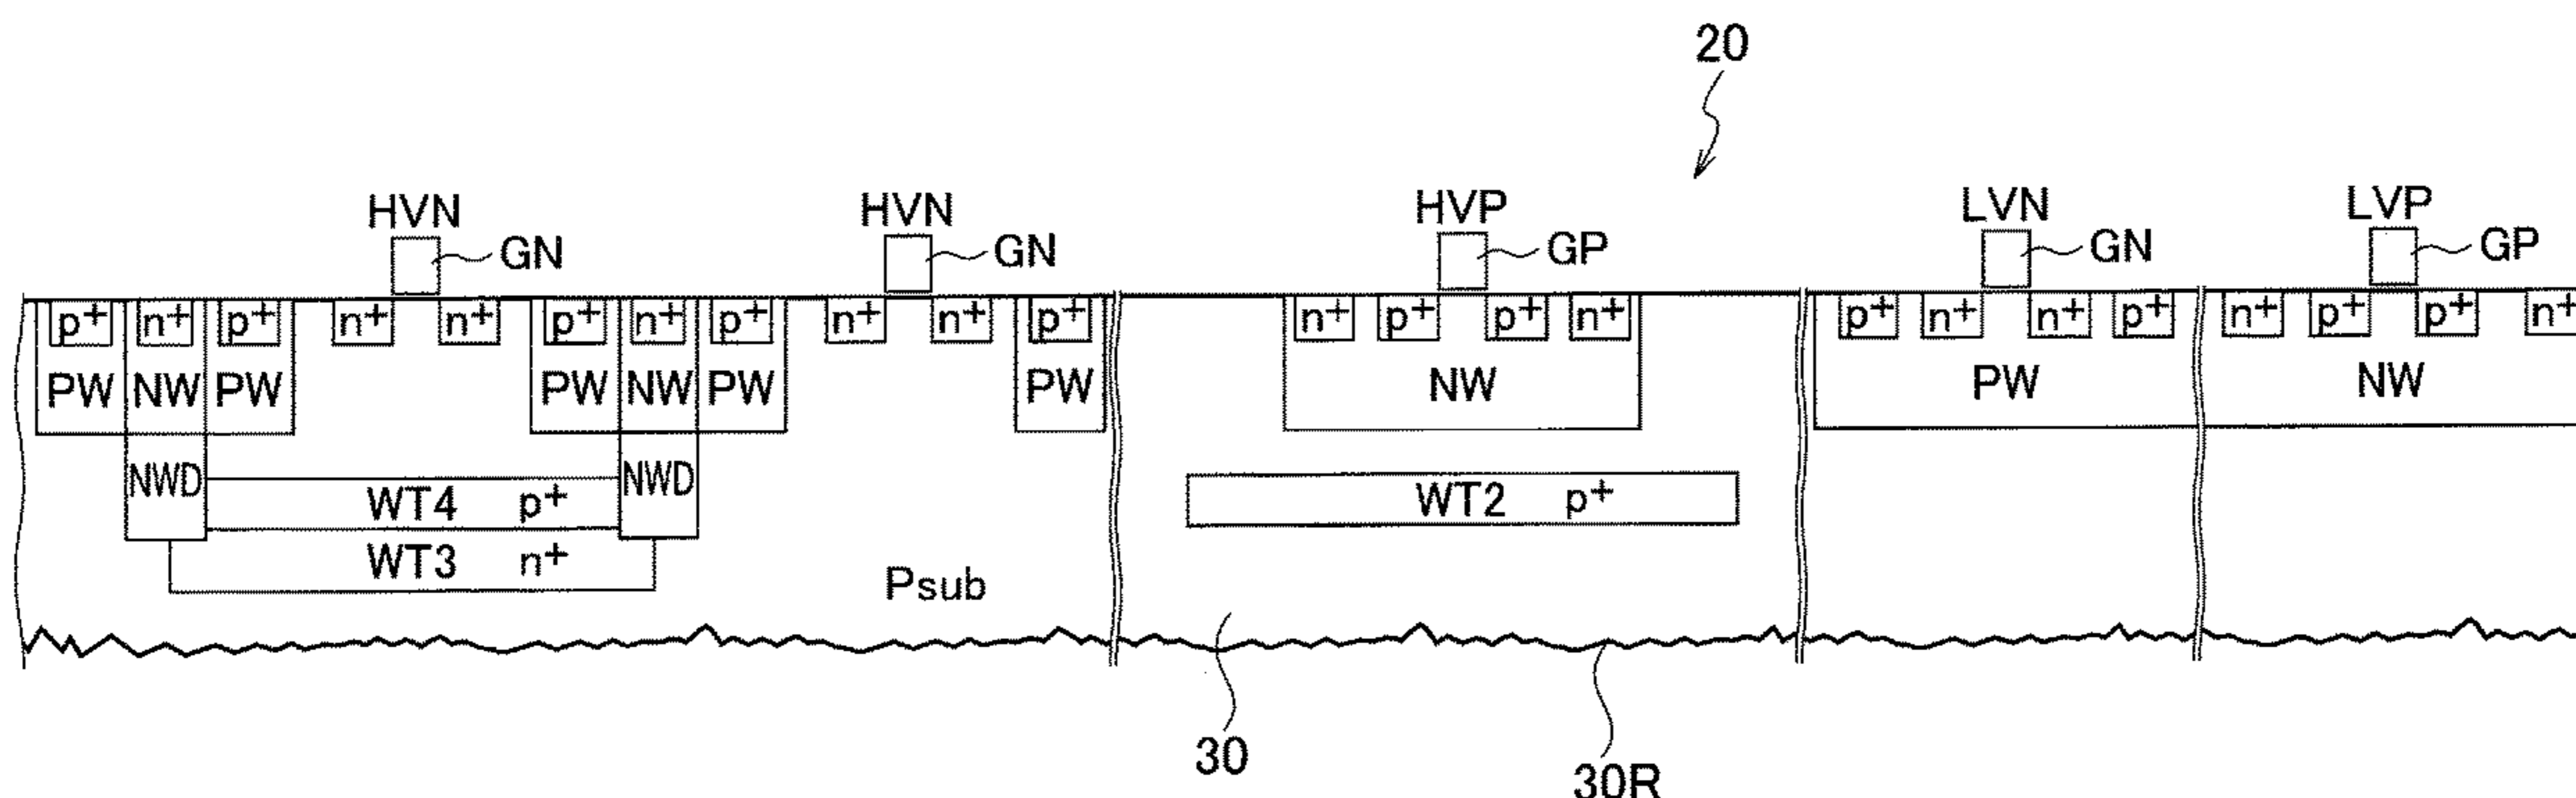 20
HVN HVN HVP LVN LVP
GN GN GP GN GP
p+ n+ p+ n+ n+ p+ n+ p+ n+ n+ p+ n+ p+ p+ n+ p+ n+ n+ p+ n+ p+ p+ n+
PW NW PW PW NW PW PW NW PW NW
NWD WT4 p+ NWD WT2 p+
WT3 n+
Psub
30
30R